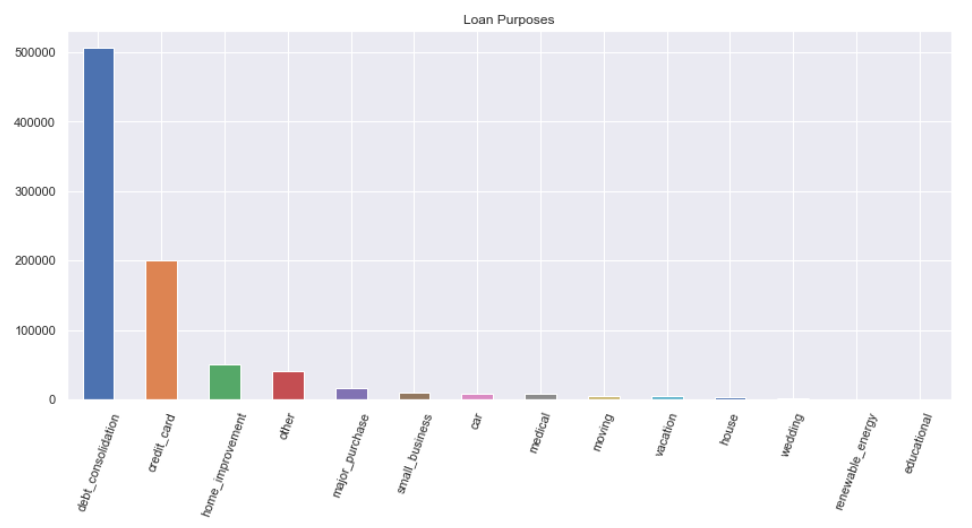 Loan Purposes
500000
400000
300000
200000
100000
0
debt_consolidation
credit_card
home_improvement
other
major_purchase
small_business
car
medical
moving
vacation
house
wedding
renewable_energy
educational